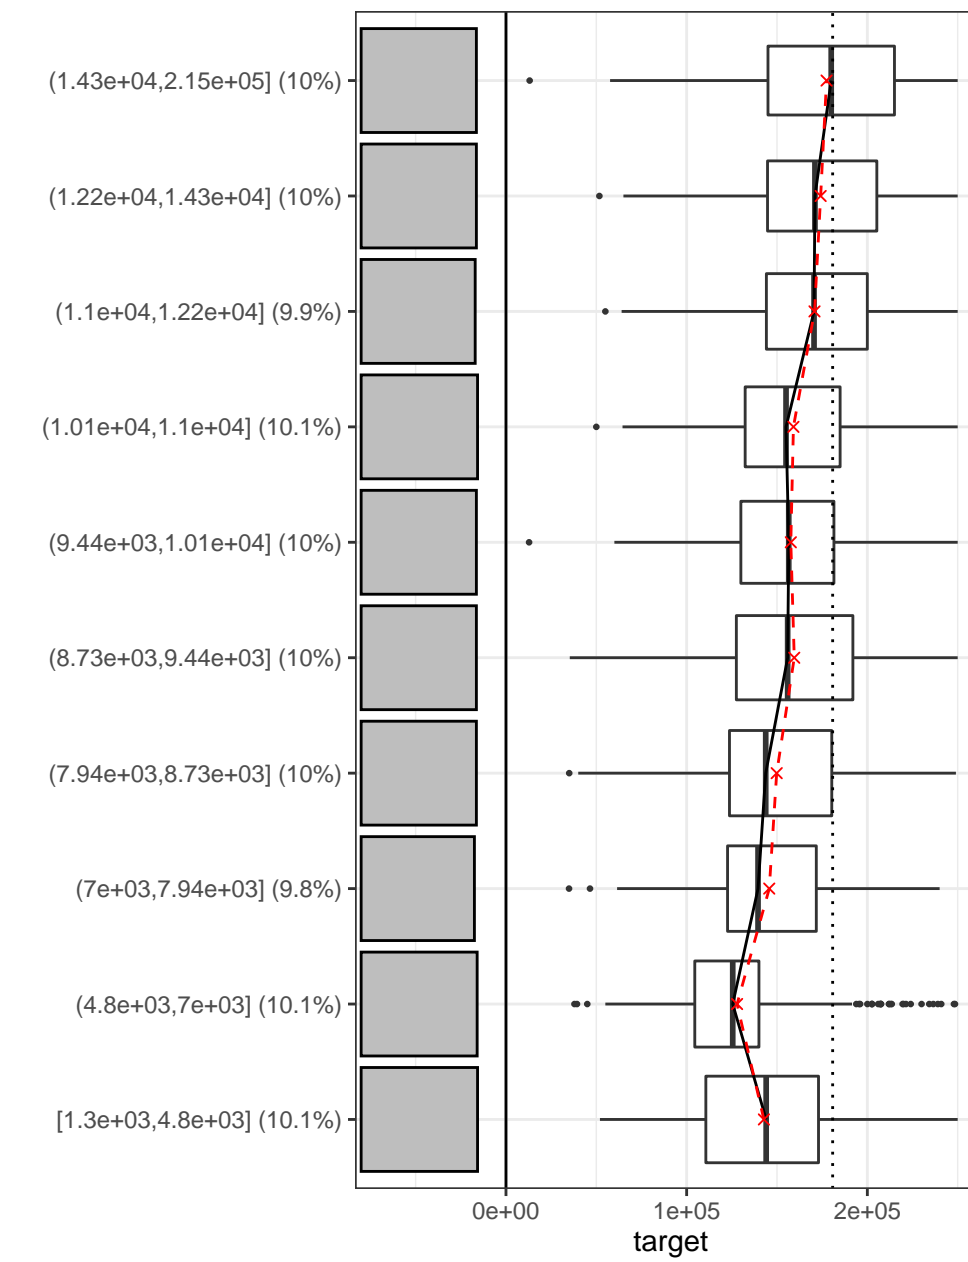 (1.43e+04,2.15e+05] (10%)
(1.22e+04,1.43e+04] (10%)
(1.1e+04,1.22e+04] (9.9%)
(1.01e+04,1.1e+04] (10.1%)
(9.44e+03,1.01e+04] (10%)
(8.73e+03,9.44e+03] (10%)
(7.94e+03,8.73e+03] (10%)
(7e+03,7.94e+03] (9.8%)
(4.8e+03,7e+03] (10.1%)
[1.3e+03,4.8e+03] (10.1%)
0e+00 1e+05 2e+05
target